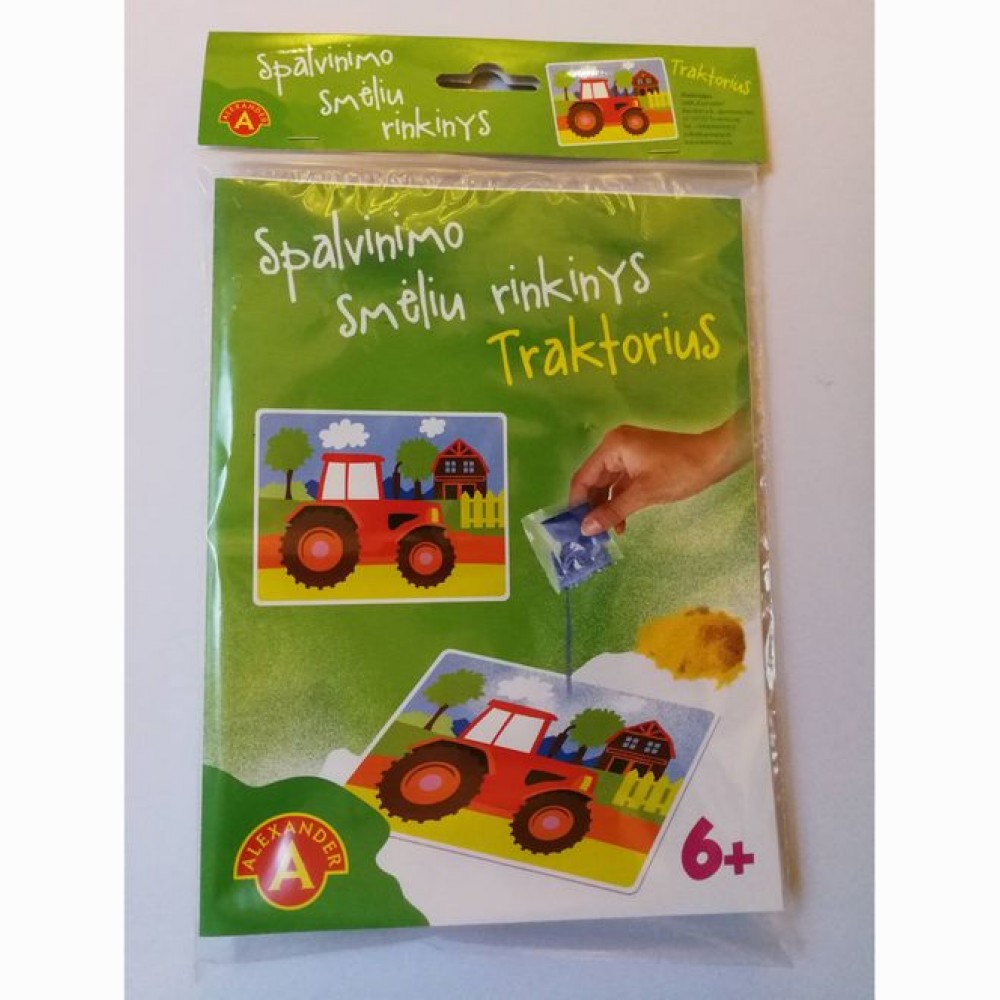 Spalvinimo
smėliu
rinkinys
ALEXANDER
A
Traktorius
Spalvinimo
smėliu rinkinys
Traktorius
ALEXANDER
A
6+